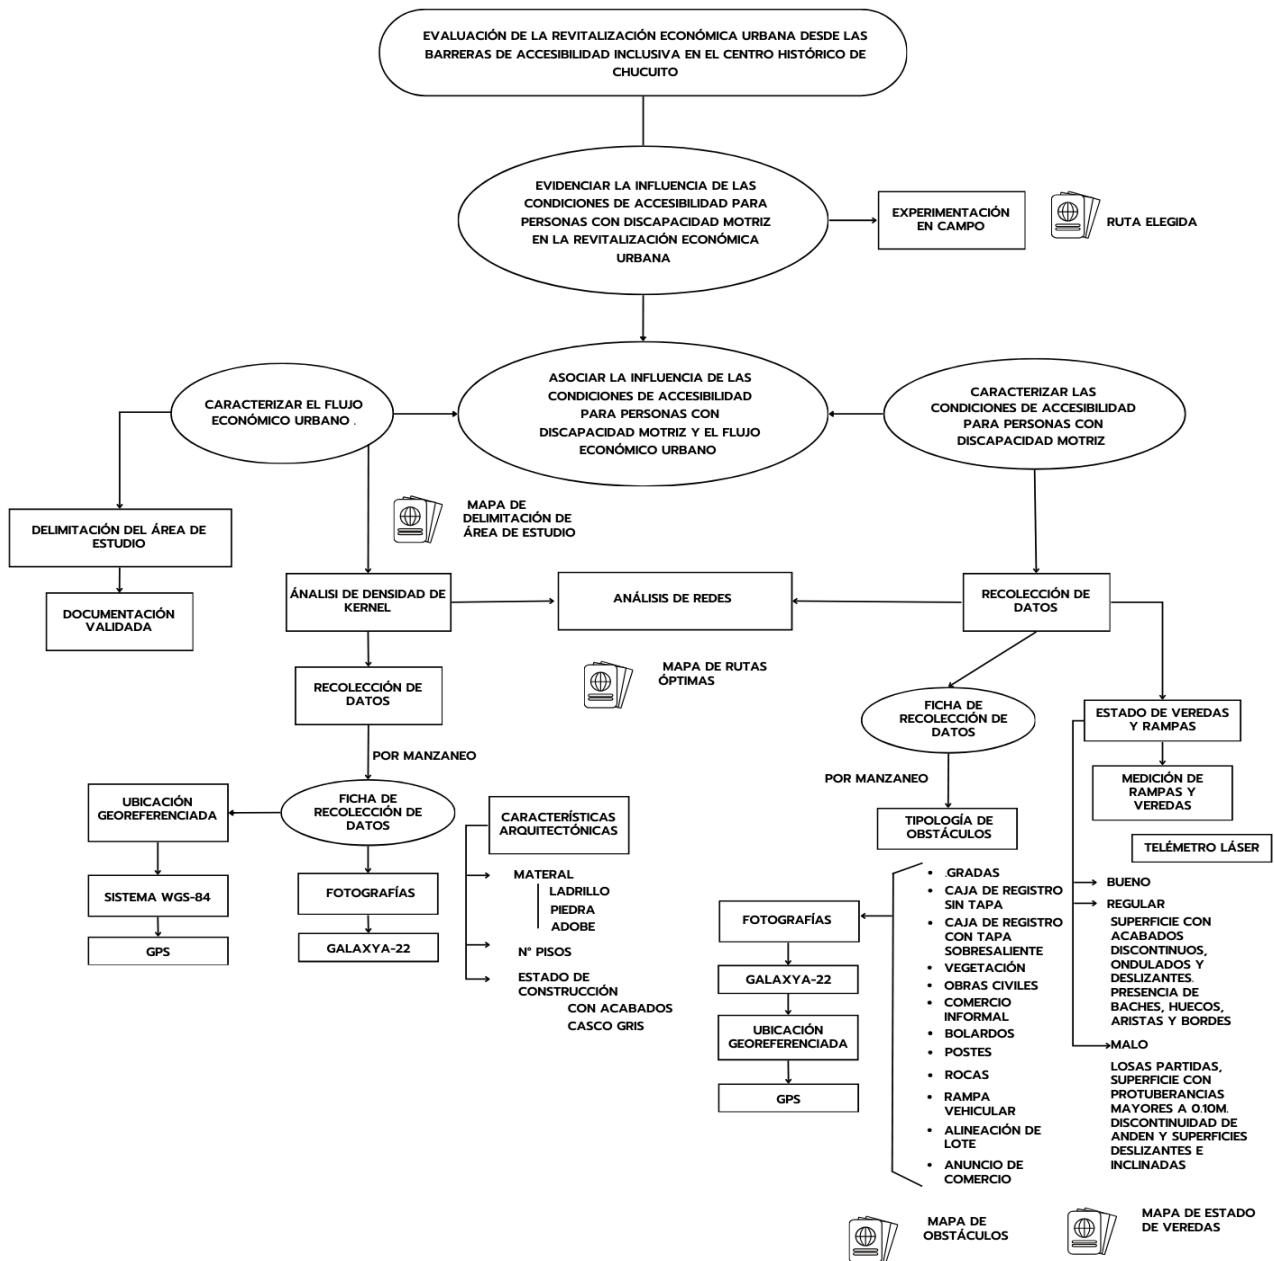 EVALUACIÓN DE LA REVITALIZACIÓN ECONÓMICA URBANA DESDE LAS
BARRERAS DE ACCESIBILIDAD INCLUSIVA EN EL CENTRO HISTÓRICO DE
CHUCUITO
EVIDENCIAR LA INFLUENCIA DE LAS
CONDICIONES DE ACCESIBILIDAD PARA
PERSONAS CON DISCAPACIDAD MOTRIZ
EN LA REVITALIZACIÓN ECONÓMICA
URBANA
EXPERIMENTACIÓN
EN CAMPO
RUTA ELEGIDA
CARACTERIZAR EL FLUJO
ECONÓMICO URBANO .
ASOCIAR LA INFLUENCIA DE LAS
CONDICIONES DE ACCESIBILIDAD
PARA PERSONAS CON
DISCAPACIDAD MOTRIZ Y EL FLUJO
ECONÓMICO URBANO
CARACTERIZAR LAS
CONDICIONES DE ACCESIBILIDAD
PARA PERSONAS CON
DISCAPACIDAD MOTRIZ
DELIMITACIÓN DEL ÁREA DE
ESTUDIO
DOCUMENTACIÓN
VALIDADA
MAPA DE
DELIMITACIÓN DE
ÁREA DE ESTUDIO
ÁNALISI DE DENSIDAD DE
KERNEL
ANÁLISIS DE REDES
RECOLECCIÓN DE
DATOS
MAPA DE RUTAS
ÓPTIMAS
RECOLECCIÓN DE
DATOS
POR MANZANEO
FICHA DE
RECOLECCIÓN DE
DATOS
UBICACIÓN
GEOREFERENCIADA
SISTEMA WGS-84
GPS
FOTOGRAFÍAS
GALAXYA-22
CARACTERÍSTICAS
ARQUITECTÓNICAS
MATERAL
LADRILLO
PIEDRA
ADOBE
N° PISOS
ESTADO DE
CONSTRUCCIÓN
CON ACABADOS
CASCO GRIS
FICHA DE
RECOLECCIÓN DE
DATOS
POR MANZANEO
TIPOLOGÍA DE
OBSTÁCULOS
• .GRADAS
• CAJA DE REGISTRO
SIN TAPA
• CAJA DE REGISTRO
CON TAPA
SOBRESALIENTE
• VEGETACIÓN
• OBRAS CIVILES
• COMERCIO
INFORMAL
• BOLARDOS
• POSTES
• ROCAS
• RAMPA
VEHICULAR
• ALINEACIÓN DE
LOTE
• ANUNCIO DE
COMERCIO
FOTOGRAFÍAS
GALAXYA-22
UBICACIÓN
GEOREFERENCIADA
GPS
MAPA DE
OBSTÁCULOS
ESTADO DE VEREDAS
Y RAMPAS
MEDICIÓN DE
RAMPAS Y
VEREDAS
TELÉMETRO LÁSER
BUENO
REGULAR
SUPERFICIE CON
ACABADOS
DISCONTINUOS,
ONDULADOS Y
DESLIZANTES.
PRESENCIA DE
BACHES, HUECOS,
ARISTAS Y BORDES
MALO
LOSAS PARTIDAS,
SUPERFICIE CON
PROTUBERANCIAS
MAYORES A 0.10M.
DISCONTINUIDAD DE
ANDEN Y SUPERFICIES
DESLIZANTES E
INCLINADAS
MAPA DE ESTADO
DE VEREDAS